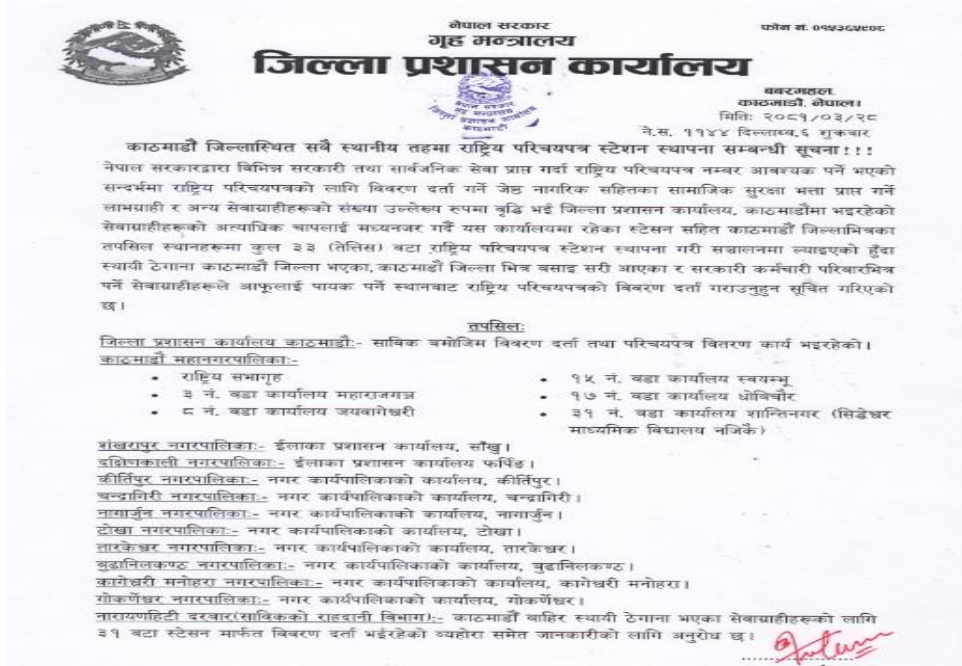 नेपाल सरकार
गृह मन्त्रालय
जिल्ला प्रशासन कार्यालय
फोन नं. ०१५३६५९०८
बबरमहल,
काठमाडौं, नेपाल।
मितिः २०८१/०३/२८
ने.स. ११४४ दिल्लाथ्व,६ शुक्रवार
नेपाल सरकार
गृह मन्त्रालय
जिल्ला प्रशासन कार्यालय
काठमाडौं
काठमाडौं जिल्लास्थित सबै स्थानीय तहमा राष्ट्रिय परिचयपत्र स्टेशन स्थापना सम्बन्धी सूचना!!!
नेपाल सरकारद्वारा विभिन्न सरकारी तथा सार्वजनिक सेवा प्राप्त गर्दा राष्ट्रिय परिचयपत्र नम्बर आवश्यक पर्ने भएको
सन्दर्भमा राष्ट्रिय परिचयपत्रको लागि विवरण दर्ता गर्ने जेष्ठ नागरिक सहितका सामाजिक सुरक्षा भत्ता प्राप्त गर्ने
लाभग्राही र अन्य सेवाग्राहीहरूको संख्या उल्लेख्य रुपमा वृद्धि भई जिल्ला प्रशासन कार्यालय, काठमाडौंमा भइरहेको
सेवाग्राहीहरूको अत्याधिक चापलाई मध्यनजर गर्दै यस कार्यालयमा रहेका स्टेसन सहित काठमाडौं जिल्लाभित्रका
तपसिल स्थानहरूमा कुल ३३ (तेत्तिस) वटा राष्ट्रिय परिचयपत्र स्टेशन स्थापना गरी सञ्चालनमा ल्याइएको हुँदा
स्थायी ठेगाना काठमाडौं जिल्ला भएका, काठमाडौं जिल्ला भित्र बसाइ सरी आएका र सरकारी कर्मचारी परिवारभित्र
पर्ने सेवाग्राहीहरूले आफूलाई पायक पर्ने स्थानबाट राष्ट्रिय परिचयपत्रको विवरण दर्ता गराउनुहुन सूचित गरिएको
छ।
तपसिलः
जिल्ला प्रशासन कार्यालय काठमाडौंः- साविक बमोजिम विवरण दर्ता तथा परिचयपत्र वितरण कार्य भइरहेको।
काठमाडौं महानगरपालिकाः-
• राष्ट्रिय सभागृह
• ३ नं. वडा कार्यालय महाराजगञ्ज
• ८ नं. वडा कार्यालय जयवागेश्वरी
• १५ नं. वडा कार्यालय स्वयम्भू
• १७ नं. वडा कार्यालय धोविचौर
• ३१ नं. वडा कार्यालय शान्तिनगर (सिद्धेश्वर
माध्यमिक विद्यालय नजिकै)
शंखरापुर नगरपालिकाः- ईलाका प्रशासन कार्यालय, साँखु।
दक्षिणकाली नगरपालिकाः- ईलाका प्रशासन कार्यालय फर्पिङ।
कीर्तिपुर नगरपालिकाः- नगर कार्यपालिकाको कार्यालय, कीर्तिपुर।
चन्द्रागिरी नगरपालिकाः- नगर कार्यपालिकाको कार्यालय, चन्द्रागिरी।
नागार्जुन नगरपालिकाः- नगर कार्यपालिकाको कार्यालय, नागार्जुन।
टोखा नगरपालिकाः- नगर कार्यपालिकाको कार्यालय, टोखा।
तारकेश्वर नगरपालिकाः- नगर कार्यपालिकाको कार्यालय, तारकेश्वर।
बुढानिलकण्ठ नगरपालिकाः- नगर कार्यपालिकाको कार्यालय, बुढानिलकण्ठ।
कागेश्वरी मनोहरा नगरपालिकाः- नगर कार्यपालिकाको कार्यालय, कागेश्वरी मनोहरा।
गोकर्णेश्वर नगरपालिकाः- नगर कार्यपालिकाको कार्यालय, गोकर्णेश्वर।
नारायणहिटी दरवार(साविकको राहदानी विभाग)ः- काठमाडौं बाहिर स्थायी ठेगाना भएका सेवाग्राहीहरूको लागि
३१ वटा स्टेसन मार्फत विवरण दर्ता भईरहेको व्यहोरा समेत जानकारीको लागि अनुरोध छ।